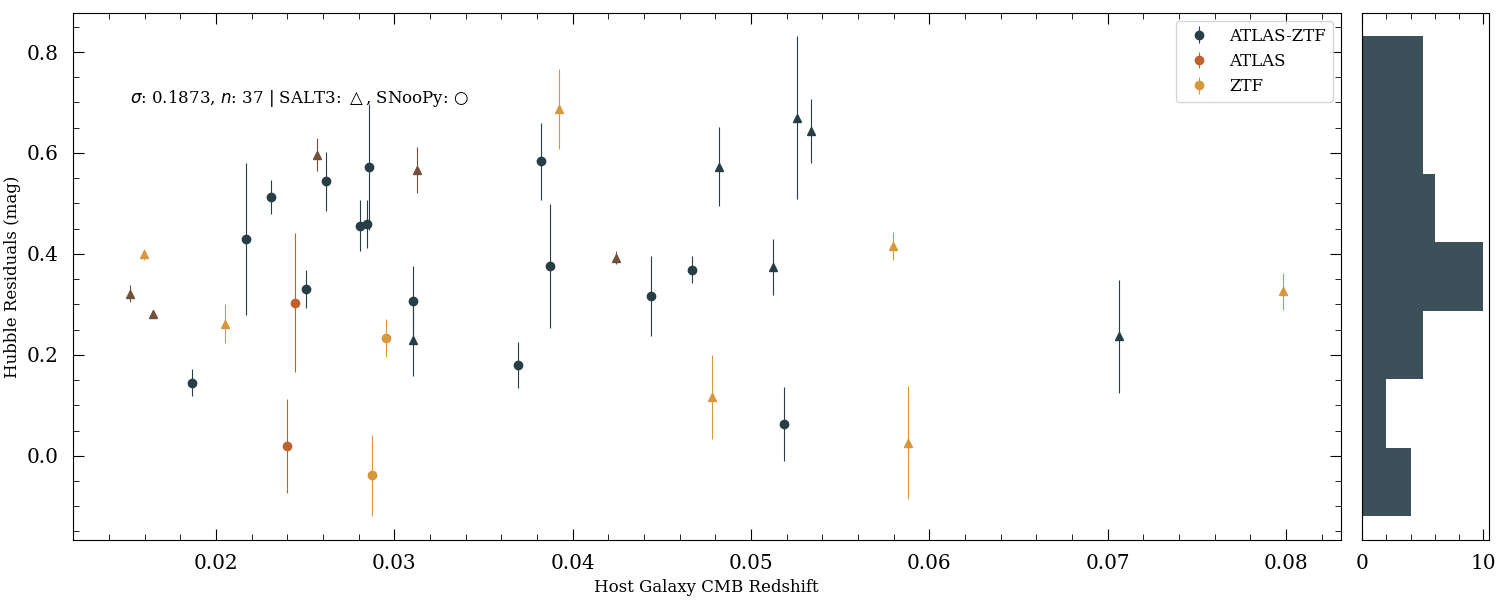 ATLAS-ZTF
ATLAS
ZTF
σ: 0.1873, n: 37 | SALT3: △, SNooPy: ○
Hubble Residuals (mag)
0.8
0.6
0.4
0.2
0.0
0.02 0.03 0.04 0.05 0.06 0.07 0.08
Host Galaxy CMB Redshift
0 10